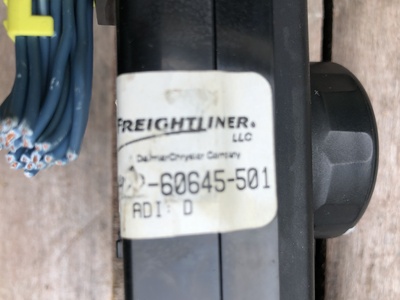 FREIGHTLINER®
LLC
DaimlerChrysler Company
-60645-501
ADI: D